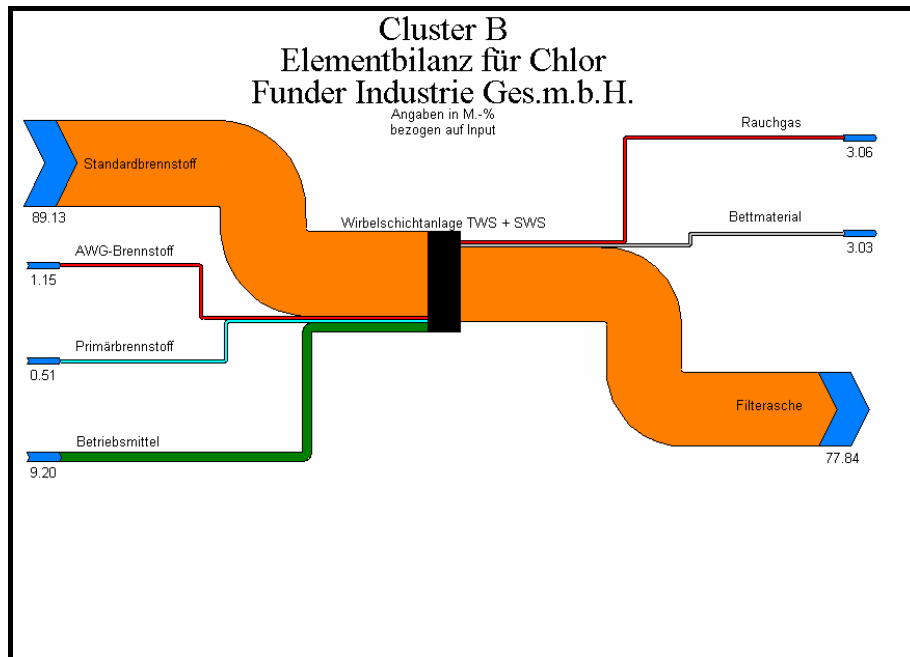 Cluster B
Elementbilanz für Chlor
Funder Industrie Ges.m.b.H.
Angaben in M.-%
bezogen auf Input
Rauchgas
3.06
Standardbrennstoff
89.13
Wirbelschichtanlage TWS + SWS
Bettmaterial
3.03
AWG-Brennstoff
1.15
Primärbrennstoff
0.51
Filterasche
77.84
Betriebsmittel
9.20